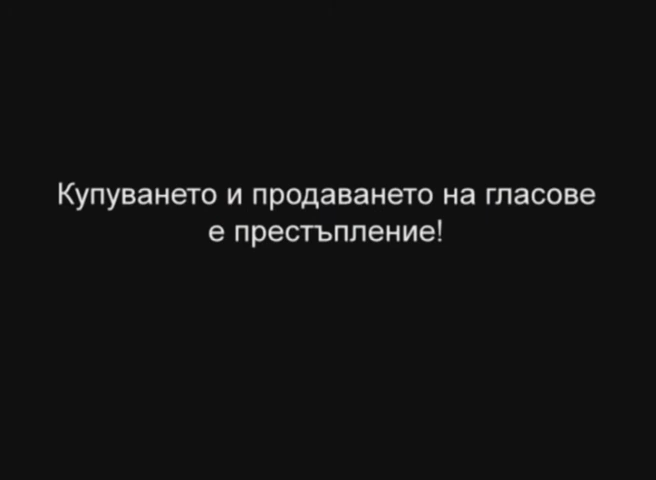 Купуването и продаването на гласове
е престъпление!